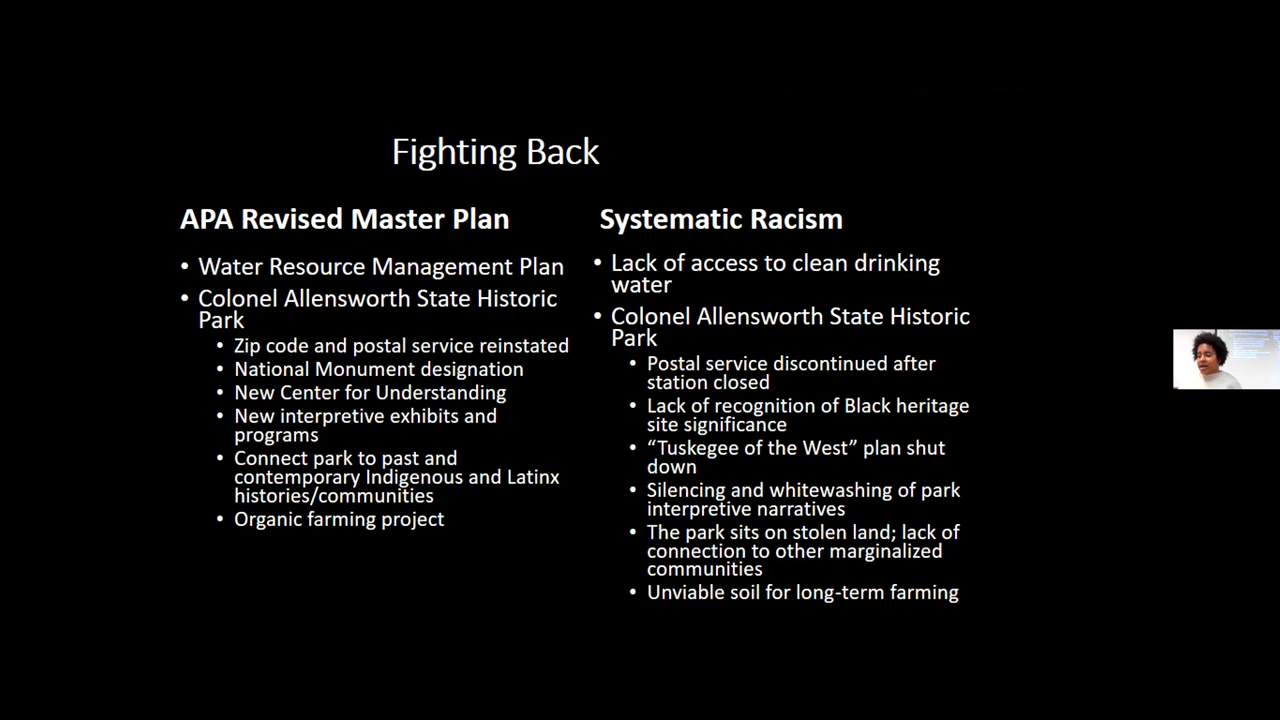 Fighting Back
APA Revised Master Plan
• Water Resource Management Plan
• Colonel Allensworth State Historic
Park
• Zip code and postal service reinstated
• National Monument designation
• New Center for Understanding
• New interpretive exhibits and
programs
• Connect park to past and
contemporary Indigenous and Latinx
histories/communities
• Organic farming project
Systematic Racism
• Lack of access to clean drinking
water
• Colonel Allensworth State Historic
Park
• Postal service discontinued after
station closed
• Lack of recognition of Black heritage
site significance
• “Tuskegee of the West” plan shut
down
• Silencing and whitewashing of park
interpretive narratives
• The park sits on stolen land; lack of
connection to other marginalized
communities
• Unviable soil for long-term farming